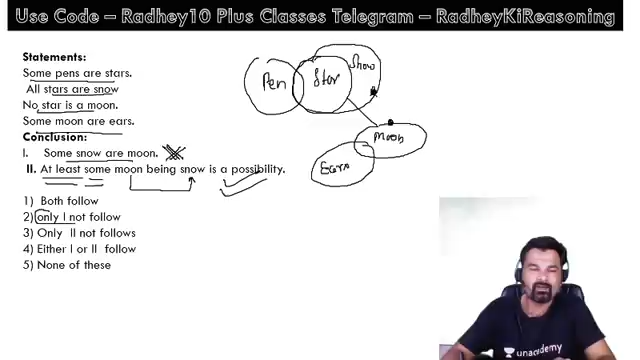 Use Code – Radhey10 Plus Classes Telegram – RadheyKiReasoning
Statements:
Some pens are stars.
All stars are snow
No star is a moon.
Some moon are ears.
Conclusion:
I. Some snow are moon.
II. At least some moon being snow is a possibility.
1) Both follow
2) only I not follow
3) Only II not follows
4) Either I or II follow
5) None of these
Pen
Star
Snow
Moon
Ears
unacademy